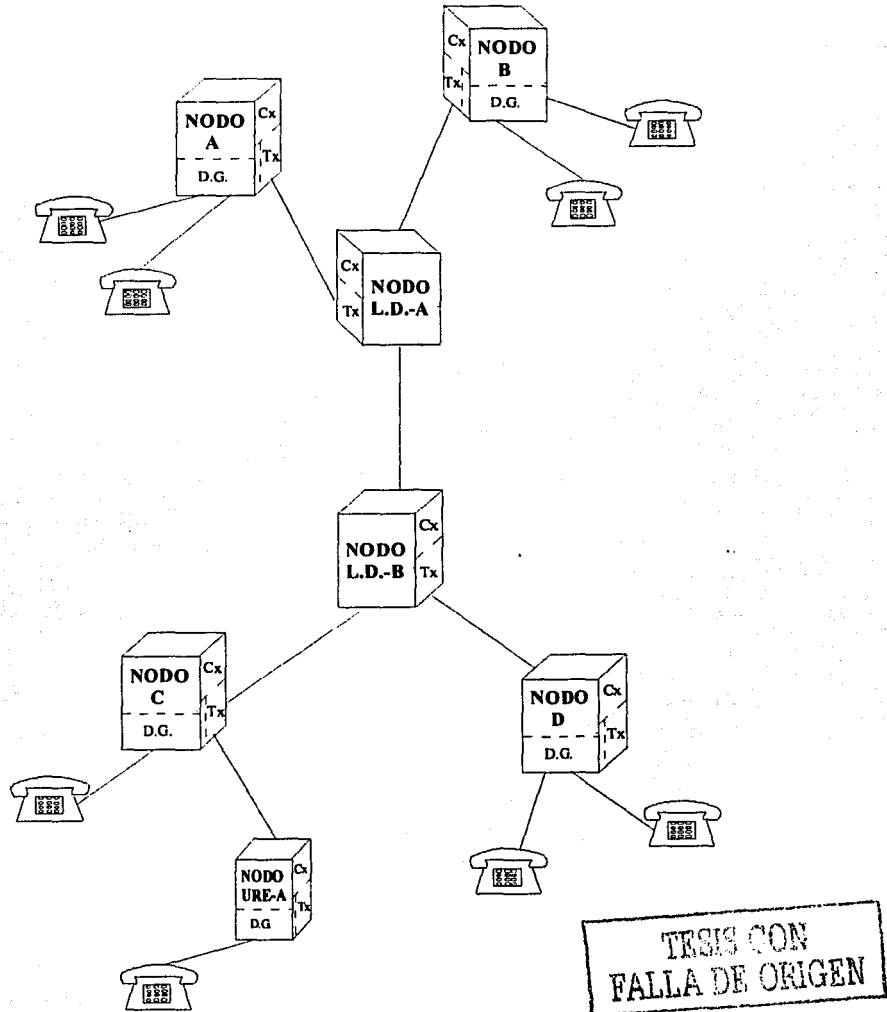 Cx
NODO
B
Tx
D.G.
NODO
A
Cx
Tx
D.G.
Cx
NODO
L.D.-A
Tx
NODO
L.D.-B
Cx
Tx
NODO
C
Cx
Tx
D.G.
NODO
D
Cx
Tx
D.G.
NODO
URE-A
Cx
Tx
D.G
TESIS CON
FALLA DE ORIGEN